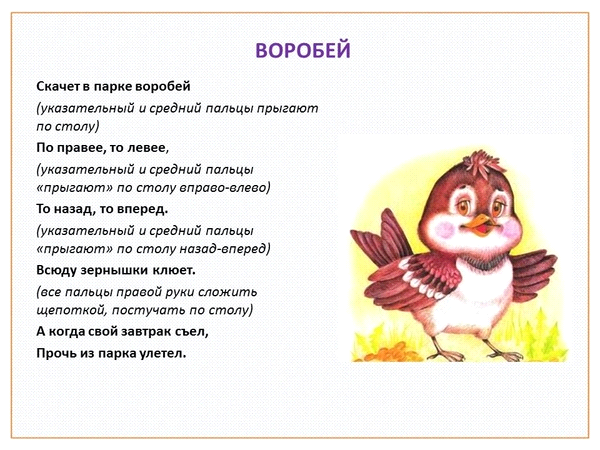 ВОРОБЕЙ
Скачет в парке воробей
(указательный и средний пальцы прыгают
по столу)
По правее, то левее,
(указательный и средний пальцы
«прыгают» по столу вправо-влево)
То назад, то вперед.
(указательный и средний пальцы
«прыгают» по столу назад-вперед)
Всюду зернышки клюет.
(все пальцы правой руки сложить
щепоткой, постучать по столу)
А когда свой завтрак съел,
Прочь из парка улетел.